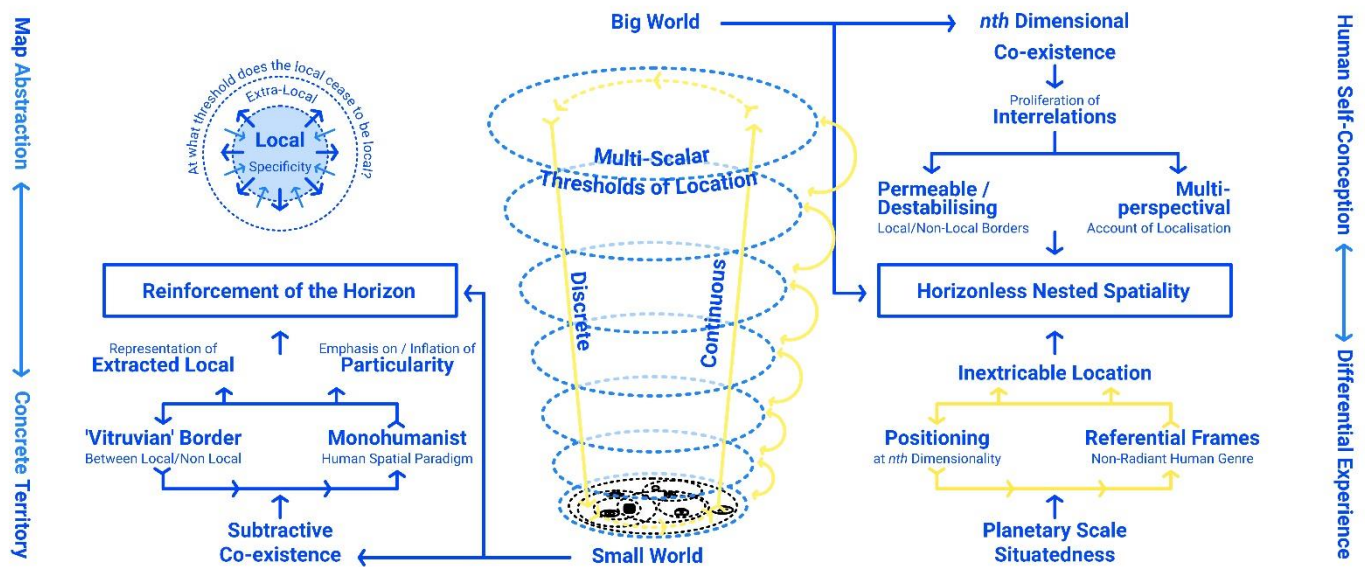 Map Abstraction
Concrete Territory
At what threshold does the local cease to be local?
Extra-Local
Local
Specificity
Reinforcement of the Horizon
Representation of
Extracted Local
Emphasis on / Inflation of
Particularity
'Vitruvian' Border
Between Local/Non Local
Monohumanist
Human Spatial Paradigm
Subtractive
Co-existence
Big World
Multi-Scalar
Thresholds of Location
Discrete
Continuous
Small World
nth Dimensional
Co-existence
Proliferation of
Interrelations
Permeable /
Destabilising
Local/Non-Local Borders
Multi-
perspectival
Account of Localisation
Horizonless Nested Spatiality
Inextricable Location
Positioning
at nth Dimensionality
Referential Frames
Non-Radiant Human Genre
Planetary Scale
Situatedness
Human Self-Conception
Differential Experience